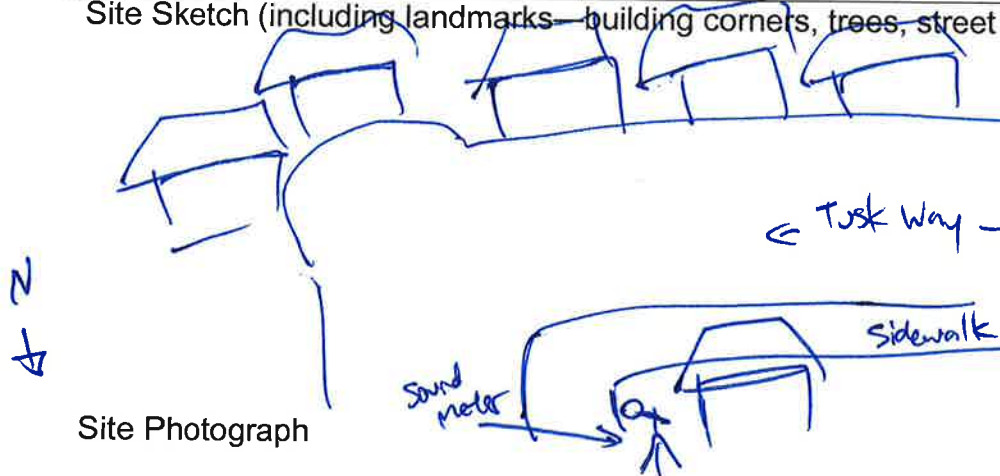 Site Sketch (including landmarks—building corners, trees, street
← Tusk Way –
N
Sidewalk
Sound
meter
Site Photograph